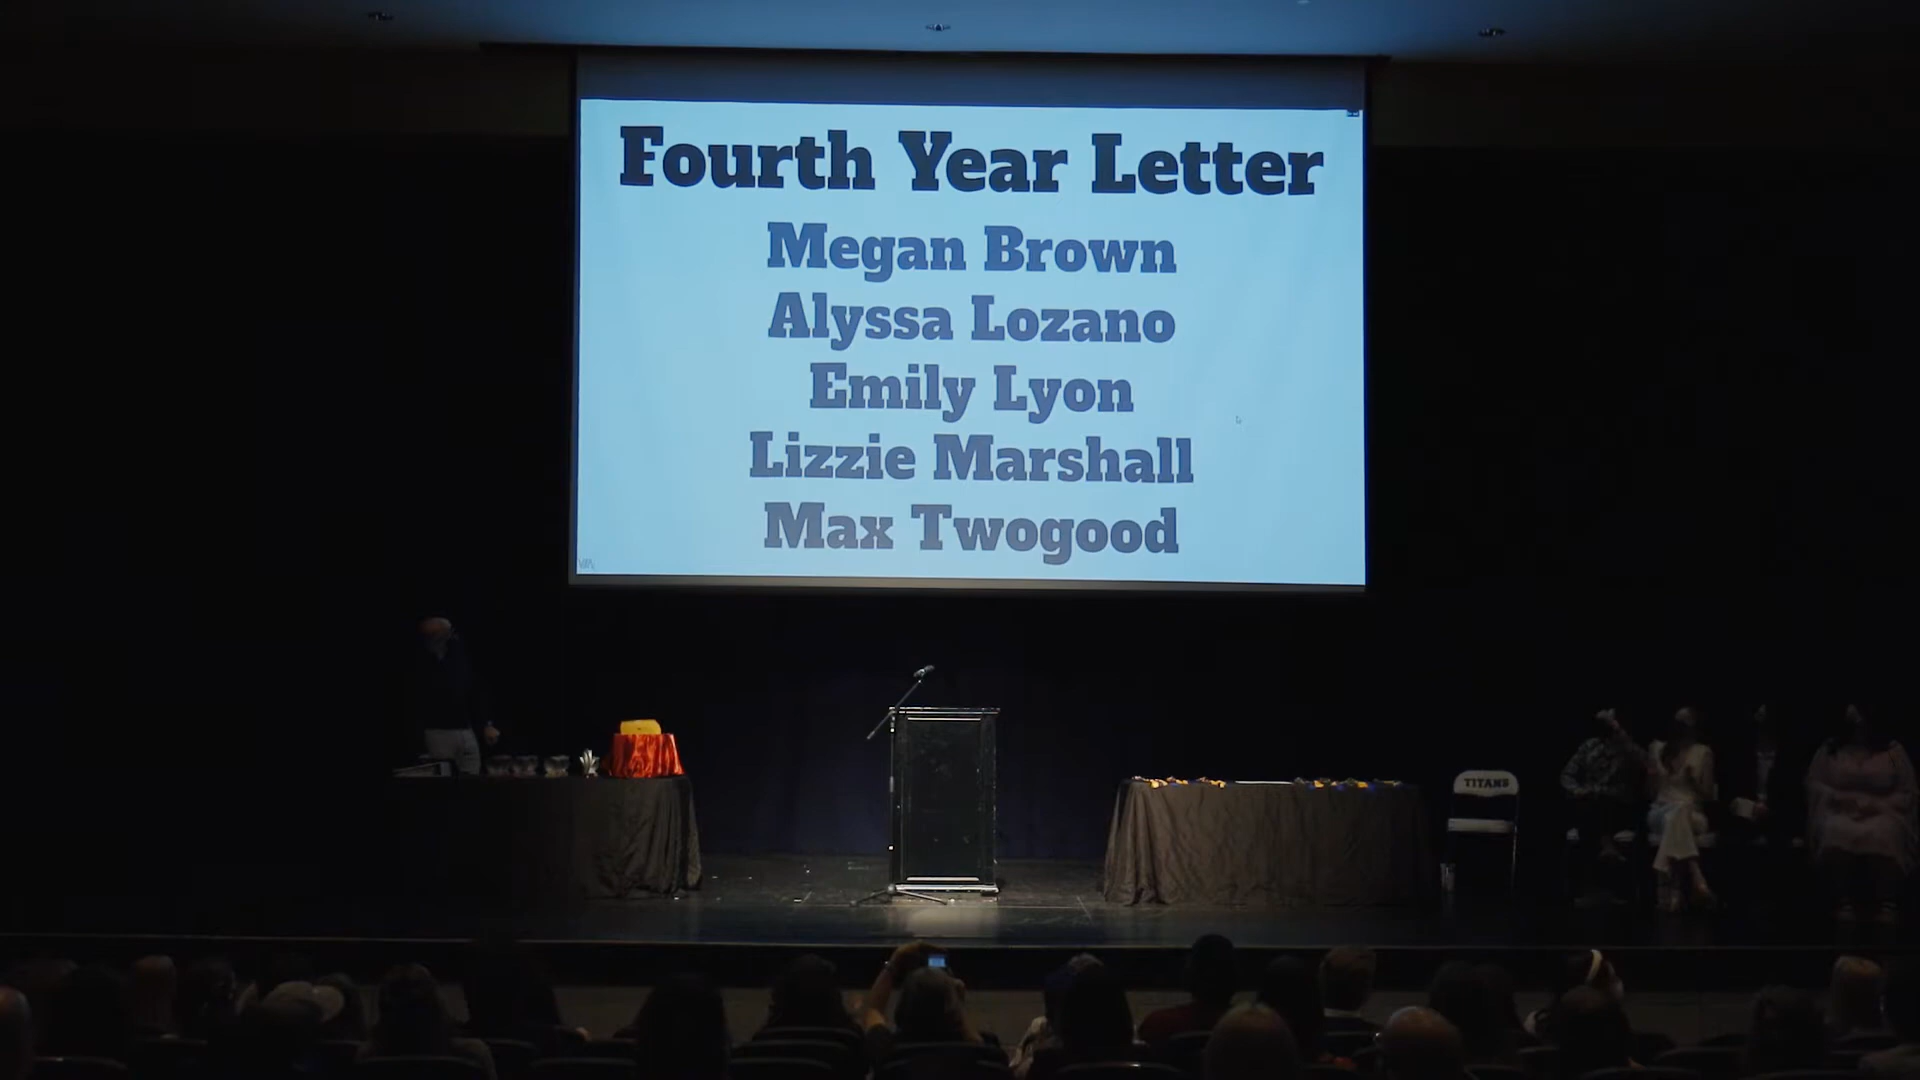 Fourth Year Letter
Megan Brown
Alyssa Lozano
Emily Lyon
Lizzie Marshall
Max Twogood
TITANS